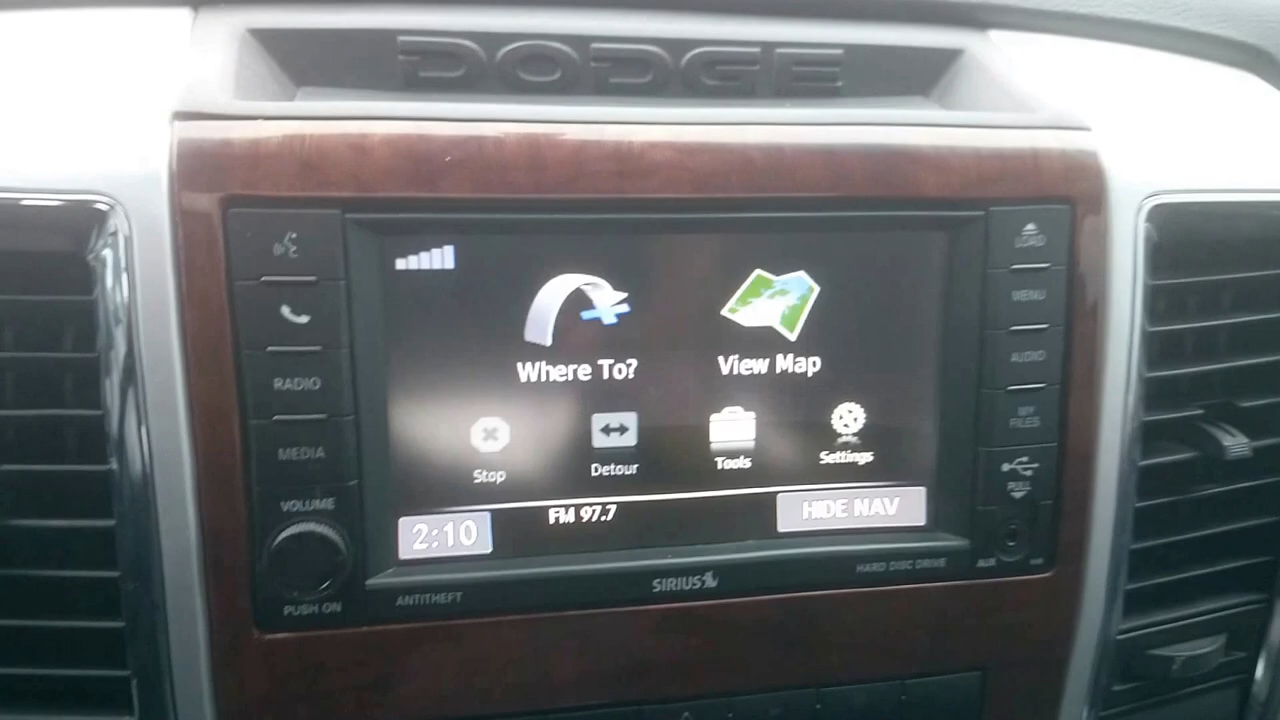 DODGE
LOAD
MENU
AUDIO
MY
FILES
PULL
AUX
RADIO
MEDIA
VOLUME
PUSH ON
Where To?
View Map
Stop
Detour
Tools
Settings
2:10
FM 97.7
HIDE NAV
ANTITHEFT
SIRIUS
HARD DISC DRIVE